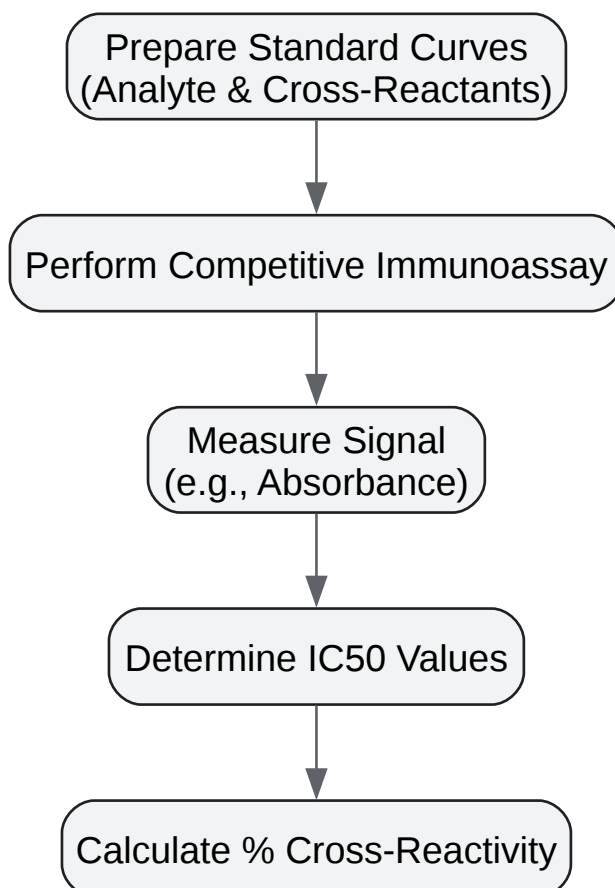 Prepare Standard Curves
(Analyte & Cross-Reactants)
Perform Competitive Immunoassay
Measure Signal
(e.g., Absorbance)
Determine IC50 Values
Calculate % Cross-Reactivity